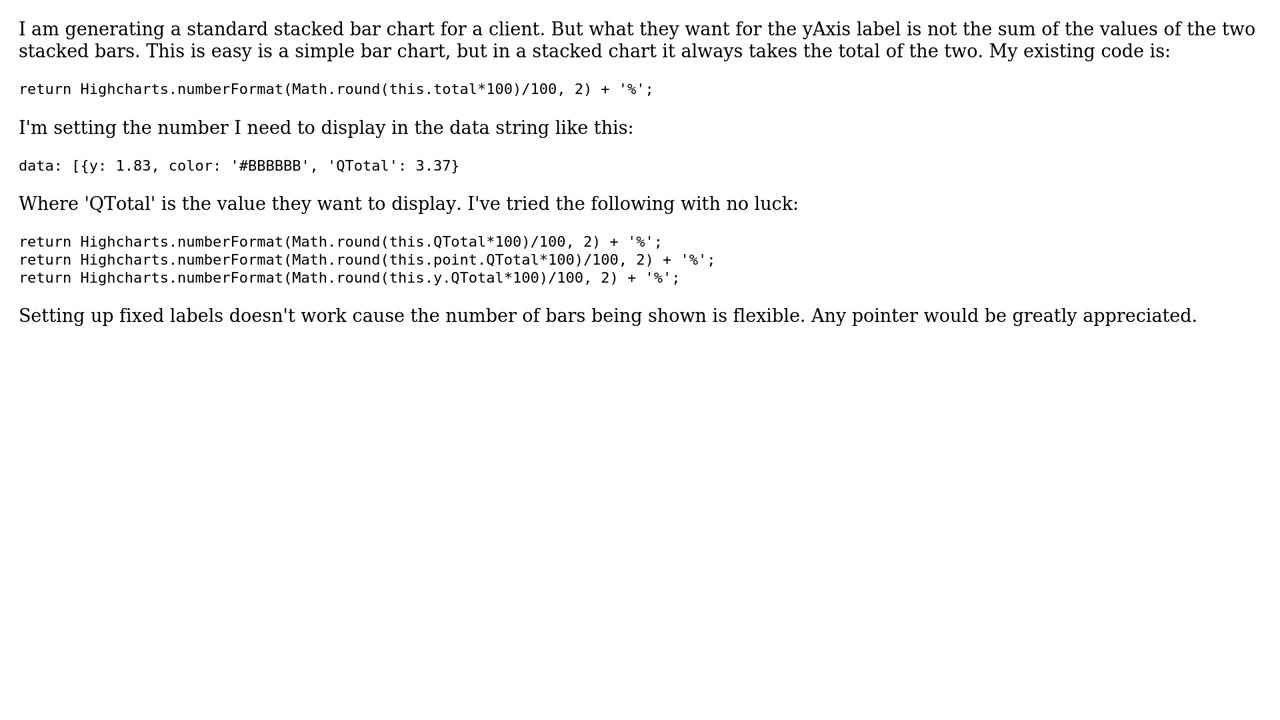 I am generating a standard stacked bar chart for a client. But what they want for the yAxis label is not the sum of the values of the two
stacked bars. This is easy is a simple bar chart, but in a stacked chart it always takes the total of the two. My existing code is:
return Highcharts.numberFormat(Math.round(this.total*100)/100, 2) + '%';
I'm setting the number I need to display in the data string like this:
data: [{y: 1.83, color: '#BBBBBB', 'QTotal': 3.37}
Where 'QTotal' is the value they want to display. I've tried the following with no luck:
return Highcharts.numberFormat(Math.round(this.QTotal*100)/100, 2) + '%';
return Highcharts.numberFormat(Math.round(this.point.QTotal*100)/100, 2) + '%';
return Highcharts.numberFormat(Math.round(this.y.QTotal*100)/100, 2) + '%';
Setting up fixed labels doesn't work cause the number of bars being shown is flexible. Any pointer would be greatly appreciated.